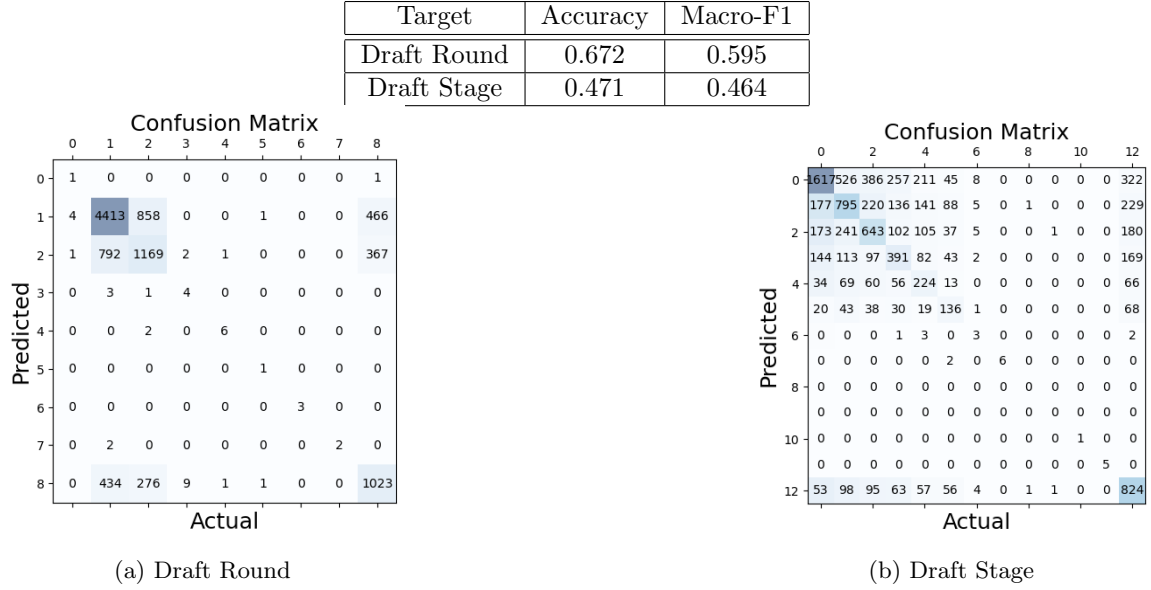 Target Accuracy Macro-F1
Draft Round 0.672 0.595
Draft Stage 0.471 0.464
Confusion Matrix
0 1 2 3 4 5 6 7 8
0 1 0 0 0 0 0 0 0 1
1 4 4413 858 0 0 1 0 0 466
2 1 792 1169 2 1 0 0 0 367
3 0 3 1 4 0 0 0 0 0
4 0 0 2 0 6 0 0 0 0
5 0 0 0 0 0 1 0 0 0
6 0 0 0 0 0 0 3 0 0
7 0 2 0 0 0 0 0 2 0
8 0 434 276 9 1 1 0 0 1023
Predicted
Actual
(a) Draft Round
Confusion Matrix
0 2 4 6 8 10 12
0 1617 526 386 257 211 45 8 0 0 0 0 0 322
177 795 220 136 141 88 5 0 1 0 0 0 229
2 173 241 643 102 105 37 5 0 0 1 0 0 180
144 113 97 391 82 43 2 0 0 0 0 0 169
4 34 69 60 56 224 13 0 0 0 0 0 0 66
20 43 38 30 19 136 1 0 0 0 0 0 68
6 0 0 0 1 3 0 3 0 0 0 0 0 2
0 0 0 0 0 2 0 6 0 0 0 0 0
8 0 0 0 0 0 0 0 0 0 0 0 0 0
0 0 0 0 0 0 0 0 0 0 0 0 0
10 0 0 0 0 0 0 0 0 0 0 1 0 0
0 0 0 0 0 0 0 0 0 0 0 5 0
12 53 98 95 63 57 56 4 0 1 1 0 0 824
Predicted
Actual
(b) Draft Stage